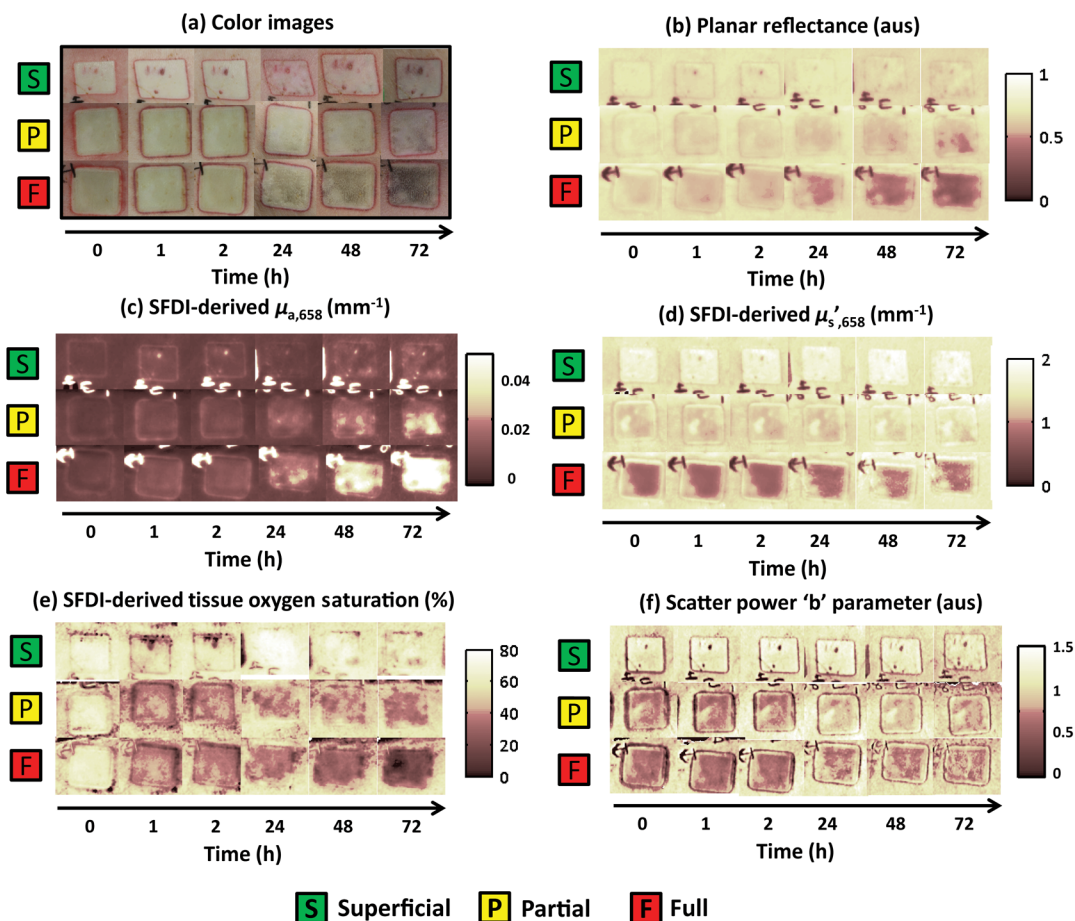 (a) Color images
S
P
F
0 1 2 24 48 72
Time (h)
(b) Planar reflectance (aus)
S
P
F
1
0.5
0
0 1 2 24 48 72
Time (h)
(c) SFDI-derived μa,658 (mm-1)
S
P
F
0.04
0.02
0
0 1 2 24 48 72
Time (h)
(d) SFDI-derived μs’,658 (mm-1)
S
P
F
2
1
0
0 1 2 24 48 72
Time (h)
(e) SFDI-derived tissue oxygen saturation (%)
S
P
F
80
60
40
20
0
0 1 2 24 48 72
Time (h)
(f) Scatter power ‘b’ parameter (aus)
S
P
F
1.5
1
0.5
0
0 1 2 24 48 72
Time (h)
S Superficial P Partial F Full